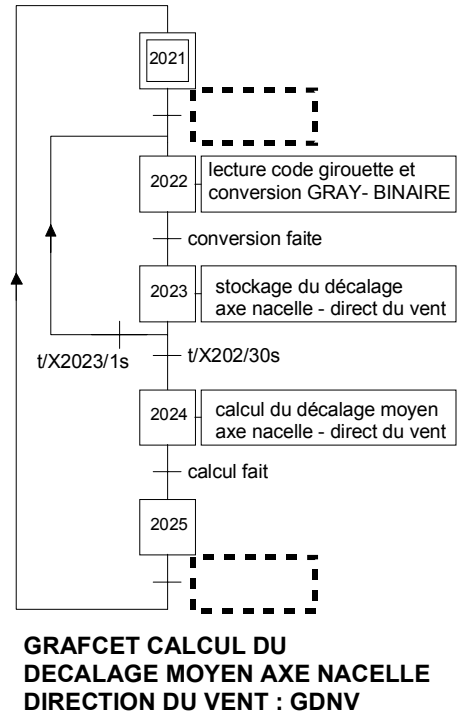 2021
2022
lecture code girouette et
conversion GRAY- BINAIRE
conversion faite
2023
stockage du décalage
axe nacelle - direct du vent
t/X2023/1s
t/X202/30s
2024
calcul du décalage moyen
axe nacelle - direct du vent
calcul fait
2025
GRAFCET CALCUL DU
DECALAGE MOYEN AXE NACELLE
DIRECTION DU VENT : GDNV